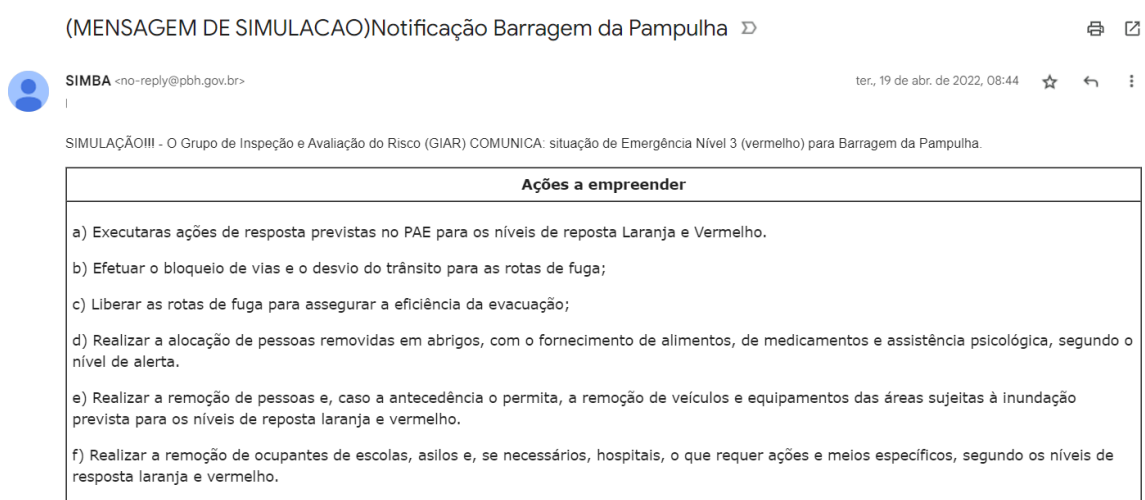 (MENSAGEM DE SIMULACAO)Notificação Barragem da Pampulha
SIMBA <no-reply@pbh.gov.br>
ter., 19 de abr. de 2022, 08:44
SIMULAÇÃO!!! - O Grupo de Inspeção e Avaliação do Risco (GIAR) COMUNICA: situação de Emergência Nível 3 (vermelho) para Barragem da Pampulha.
Ações a empreender
a) Executaras ações de resposta previstas no PAE para os níveis de reposta Laranja e Vermelho.
b) Efetuar o bloqueio de vias e o desvio do trânsito para as rotas de fuga;
c) Liberar as rotas de fuga para assegurar a eficiência da evacuação;
d) Realizar a alocação de pessoas removidas em abrigos, com o fornecimento de alimentos, de medicamentos e assistência psicológica, segundo o
nível de alerta.
e) Realizar a remoção de pessoas e, caso a antecedência o permita, a remoção de veículos e equipamentos das áreas sujeitas à inundação
prevista para os níveis de reposta laranja e vermelho.
f) Realizar a remoção de ocupantes de escolas, asilos e, se necessários, hospitais, o que requer ações e meios específicos, segundo os níveis de
resposta laranja e vermelho.